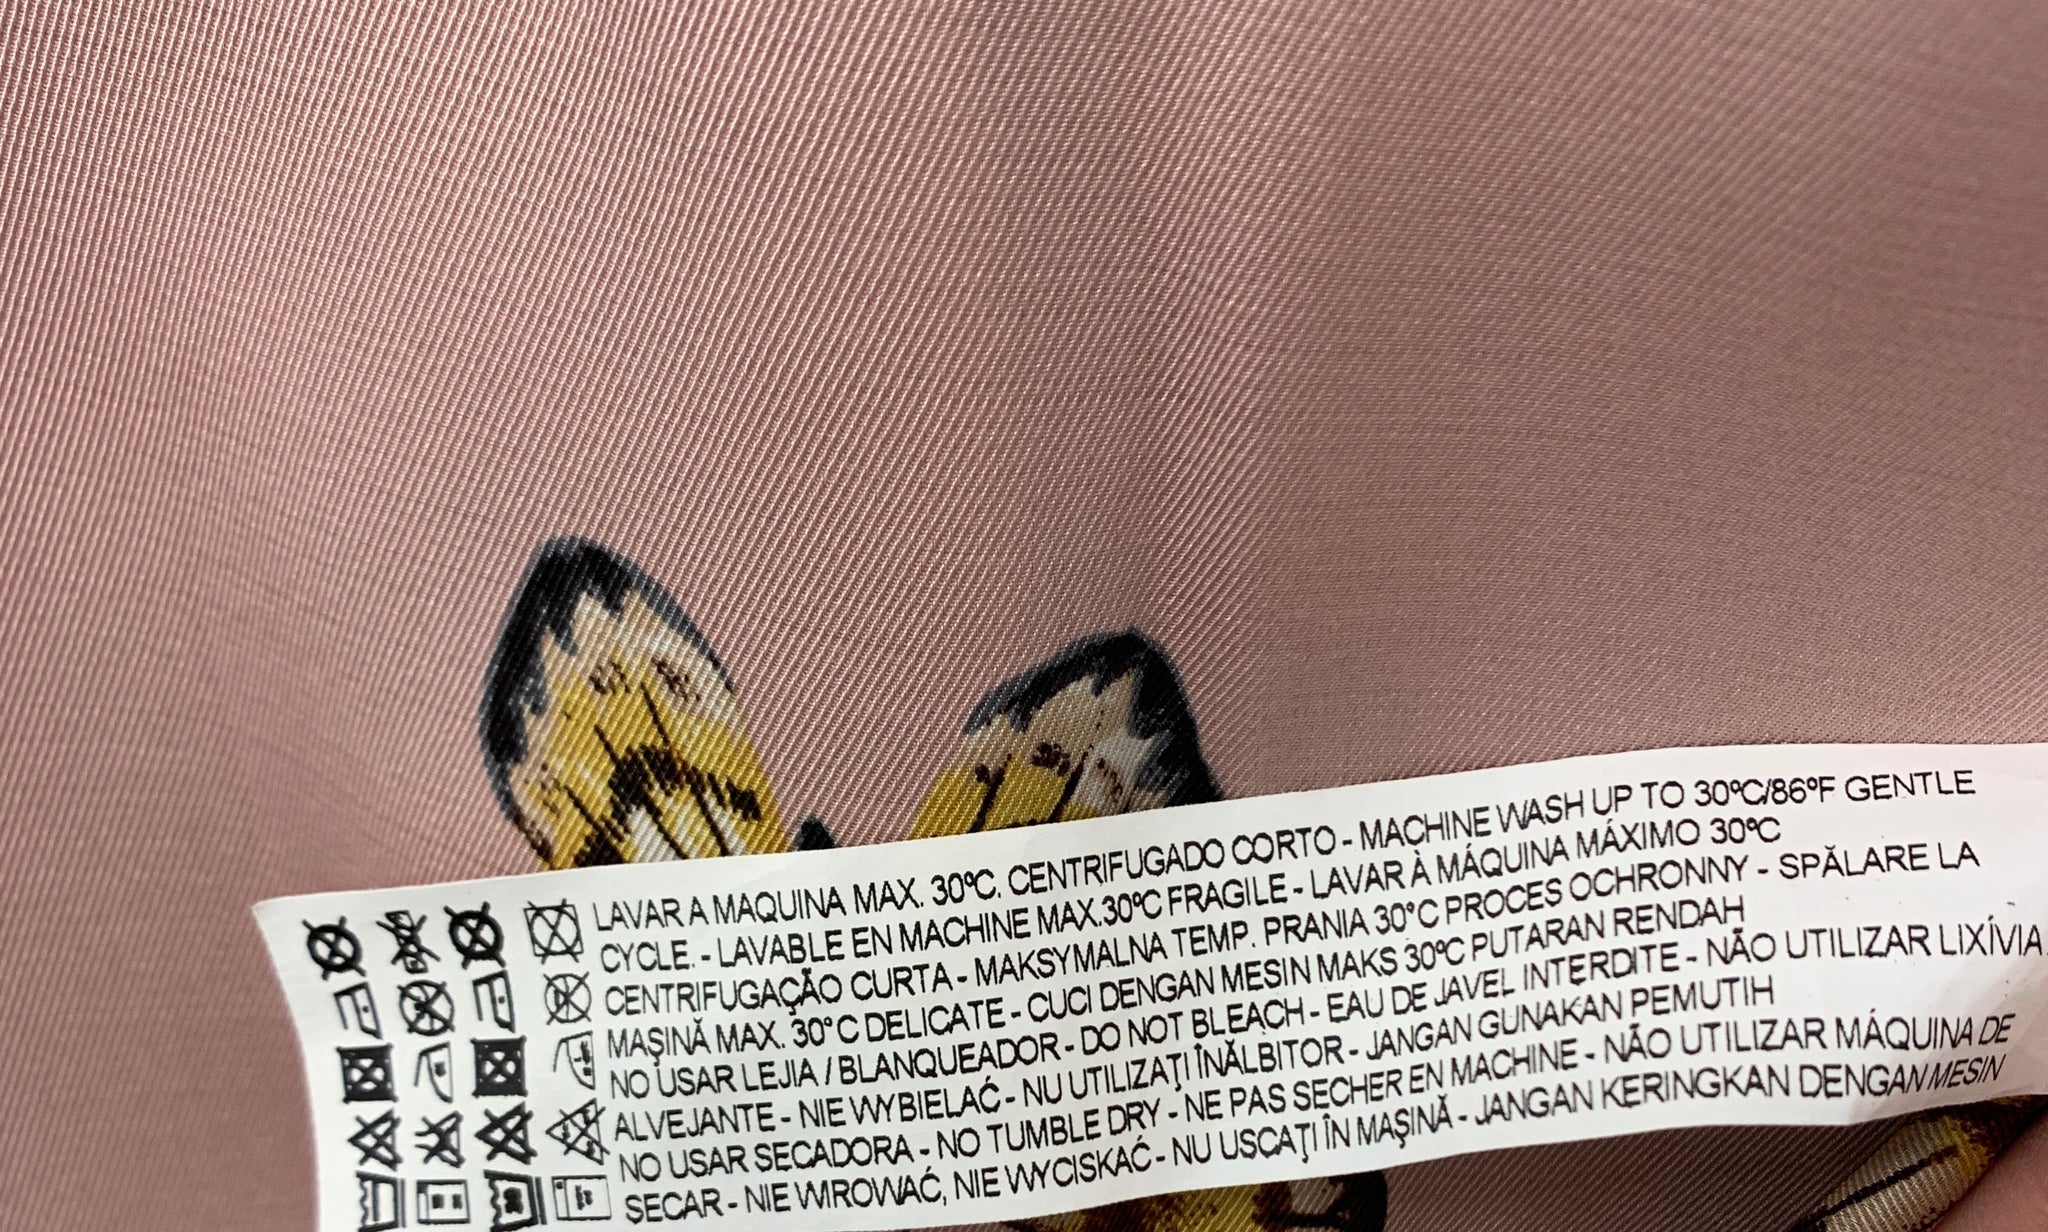 LAVAR A MAQUINA MAX. 30ºC. CENTRIFUGADO CORTO - MACHINE WASH UP TO 30ºC/86ºF GENTLE
CYCLE. - LAVABLE EN MACHINE MAX.30ºC FRAGILE - LAVAR À MÁQUINA MÁXIMO 30ºC
CENTRIFUGAÇÃO CURTA - MAKSYMALNA TEMP. PRANIA 30°C PROCES OCHRONNY - SPĂLARE LA
MAŞINĂ MAX. 30°C DELICATE - CUCI DENGAN MESIN MAKS 30ºC PUTARAN RENDAH
NO USAR LEJIA / BLANQUEADOR - DO NOT BLEACH - EAU DE JAVEL INTERDITE - NÃO UTILIZAR LIXÍVIA
ALVEJANTE - NIE WYBIELAĆ - NU UTILIZAŢI ÎNĂLBITOR - JANGAN GUNAKAN PEMUTIH
NO USAR SECADORA - NO TUMBLE DRY - NE PAS SECHER EN MACHINE - NÃO UTILIZAR MÁQUINA DE
SECAR - NIE WIROWAĆ, NIE WYCISKAĆ - NU USCAŢI ÎN MAŞINĂ - JANGAN KERINGKAN DENGAN MESIN